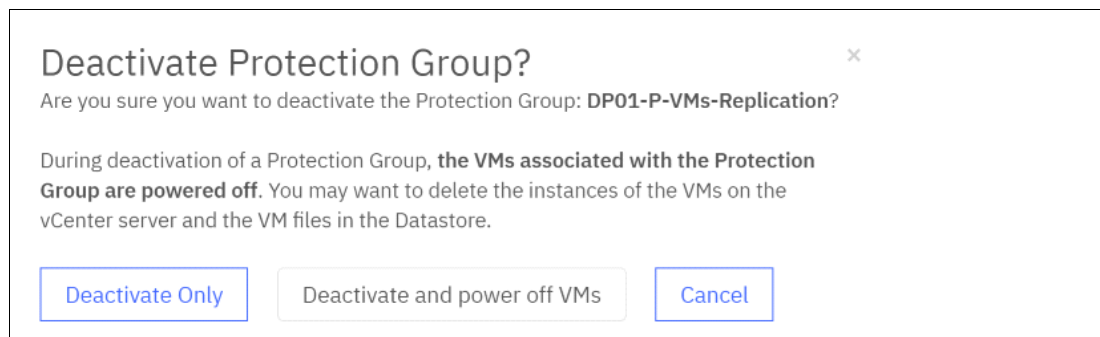 Deactivate Protection Group?
×
Are you sure you want to deactivate the Protection Group: DP01-P-VMs-Replication?
During deactivation of a Protection Group, the VMs associated with the Protection
Group are powered off. You may want to delete the instances of the VMs on the
vCenter server and the VM files in the Datastore.
Deactivate Only
Deactivate and power off VMs
Cancel